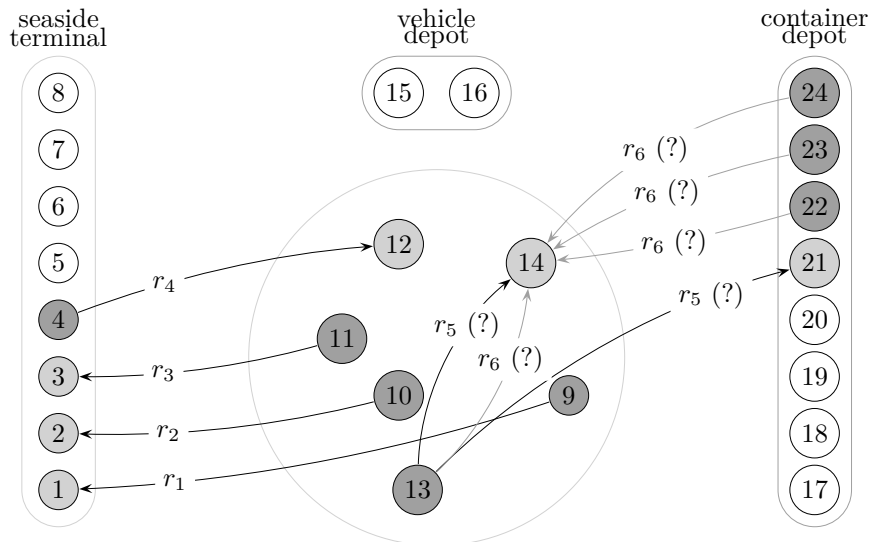 seaside
terminal
vehicle
depot
container
depot
8
15
16
24
7
r6 (?)
23
6
r6 (?)
22
12
r6 (?)
5
14
21
r4
r5 (?)
4
r5 (?)
20
11
r6 (?)
3
r3
19
10
9
2
r2
18
1
r1
13
17